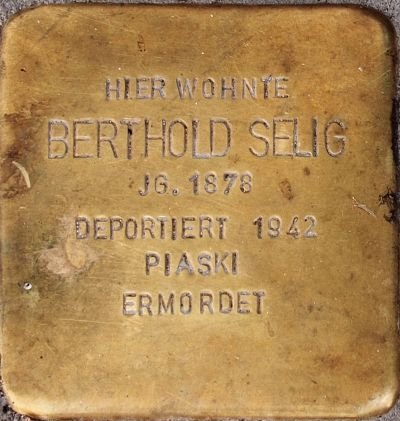 HIER WOHNTE
BERTHOLD SELIG
JG. 1878
DEPORTIERT 1942
PIASKI
ERMORDET